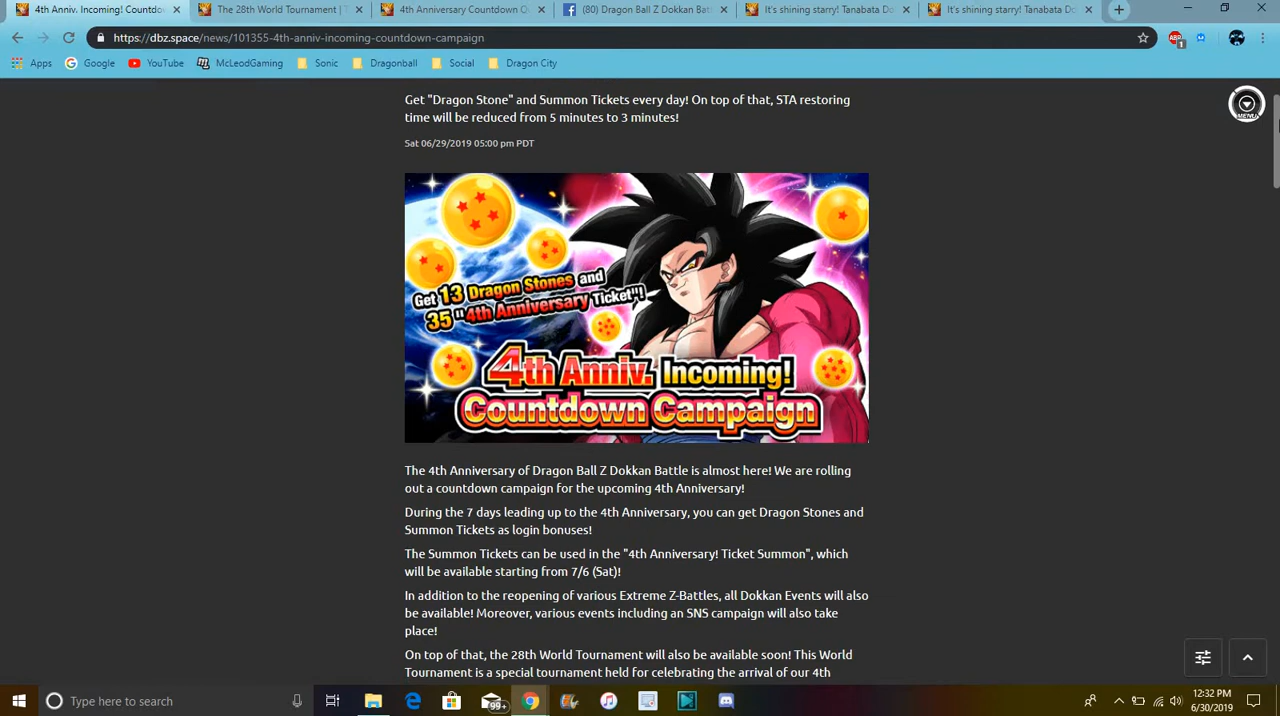 4th Anniv. Incoming! Countdow
The 28th World Tournament | T
4th Anniversary Countdown Q
(80) Dragon Ball Z Dokkan Batt
It's shining starry! Tanabata Do
It's shining starry! Tanabata Do
https://dbz.space/news/101355-4th-anniv-incoming-countdown-campaign
ABP
1
Apps
Google
YouTube
McLeodGaming
Sonic
Dragonball
Social
Dragon City
Get "Dragon Stone" and Summon Tickets every day! On top of that, STA restoring
time will be reduced from 5 minutes to 3 minutes!
MENU
Sat 06/29/2019 05:00 pm PDT
Get 13 Dragon Stones and
35 "4th Anniversary Ticket"!
4th Anniv. Incoming!
Countdown Campaign
The 4th Anniversary of Dragon Ball Z Dokkan Battle is almost here! We are rolling
out a countdown campaign for the upcoming 4th Anniversary!
During the 7 days leading up to the 4th Anniversary, you can get Dragon Stones and
Summon Tickets as login bonuses!
The Summon Tickets can be used in the "4th Anniversary! Ticket Summon", which
will be available starting from 7/6 (Sat)!
In addition to the reopening of various Extreme Z-Battles, all Dokkan Events will also
be available! Moreover, various events including an SNS campaign will also take
place!
On top of that, the 28th World Tournament will also be available soon! This World
Tournament is a special tournament held for celebrating the arrival of our 4th
Type here to search
99+
12:32 PM
6/30/2019